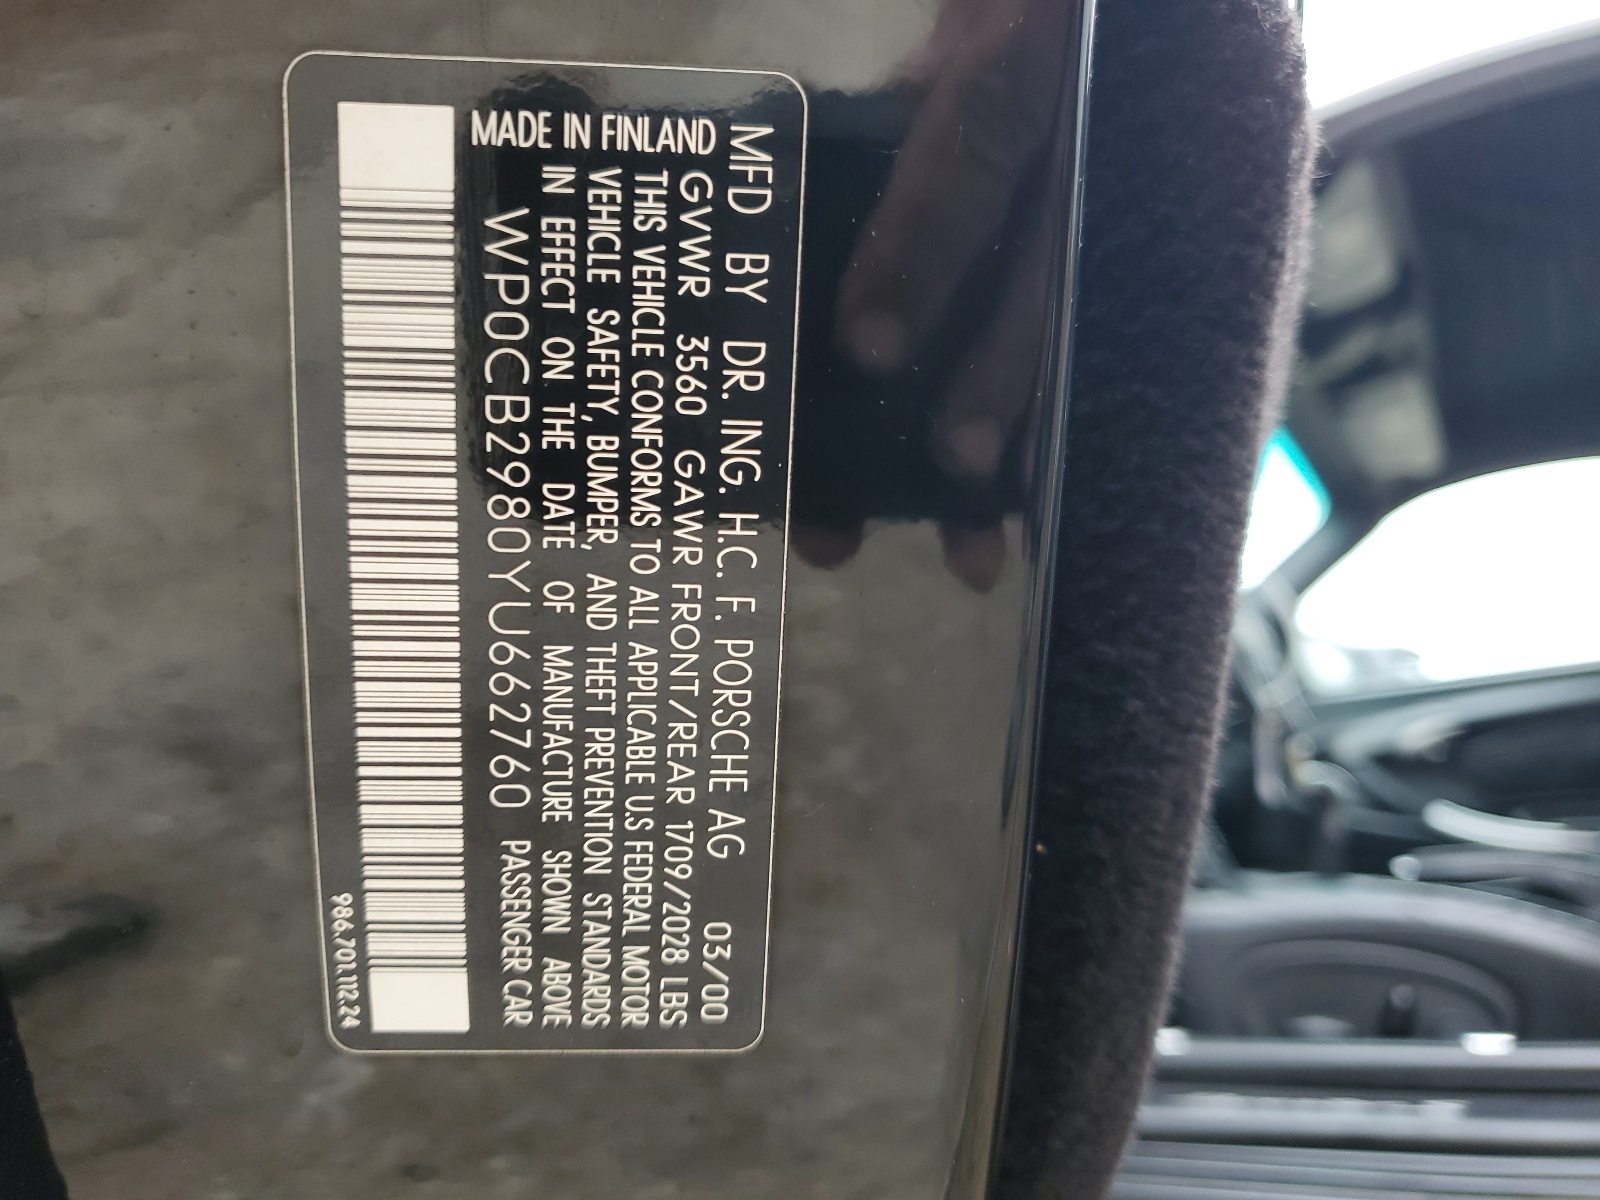 MFD BY DR. ING. H.C. F. PORSCHE AG 03/00
GVWR 3560 GAWR FRONT/REAR 1709/2028 LBS
THIS VEHICLE CONFORMS TO ALL APPLICABLE U.S FEDERAL MOTOR
VEHICLE SAFETY, BUMPER, AND THEFT PREVENTION STANDARDS
IN EFFECT ON THE DATE OF MANUFACTURE SHOWN ABOVE
WP0CB2980YU662760 PASSENGER CAR
986.701.112.24
MADE IN FINLAND